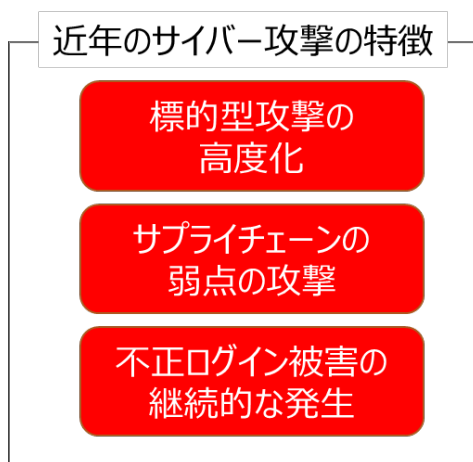 近年のサイバー攻撃の特徴
標的型攻撃の
高度化
サプライチェーンの
弱点の攻撃
不正ログイン被害の
継続的な発生